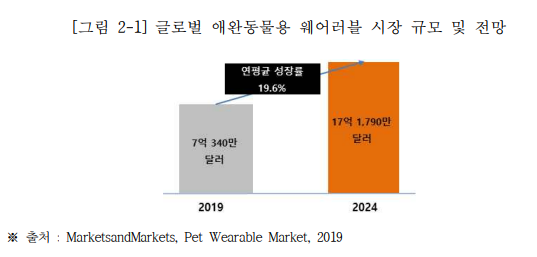 [그림 2-1] 글로벌 애완동물용 웨어러블 시장 규모 및 전망
연평균 성장률
19.6%
7억 340만
달러
17억 1,790만
달러
2019
2024
※ 출처 : MarketsandMarkets, Pet Wearable Market, 2019